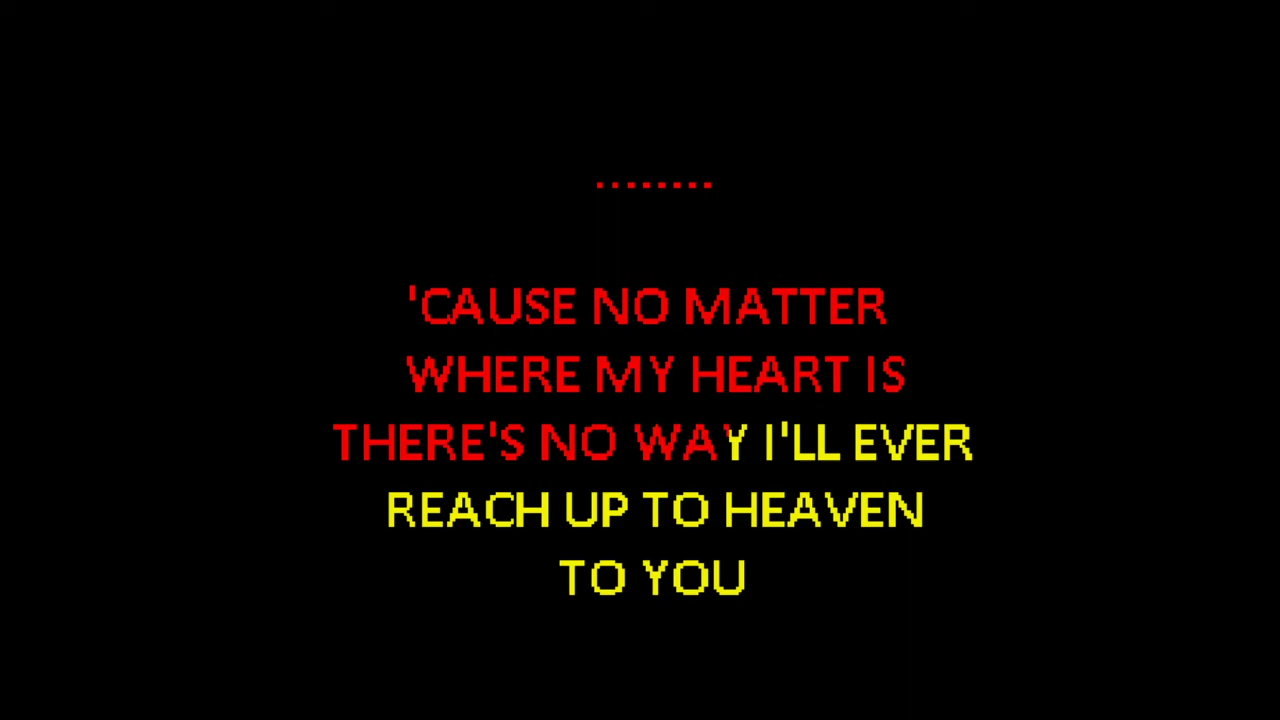 ........
'CAUSE NO MATTER
WHERE MY HEART IS
THERE'S NO WAY I'LL EVER
REACH UP TO HEAVEN
TO YOU